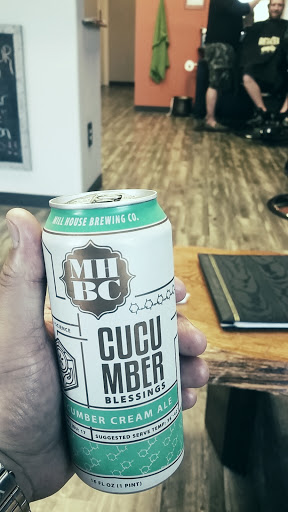 MILL HOUSE BREWING CO.
MH
BC
CUCU
MBER
BLESSINGS
UMBER CREAM ALE
SUGGESTED SERVE TEMP:
16 FL OZ (1 PINT)